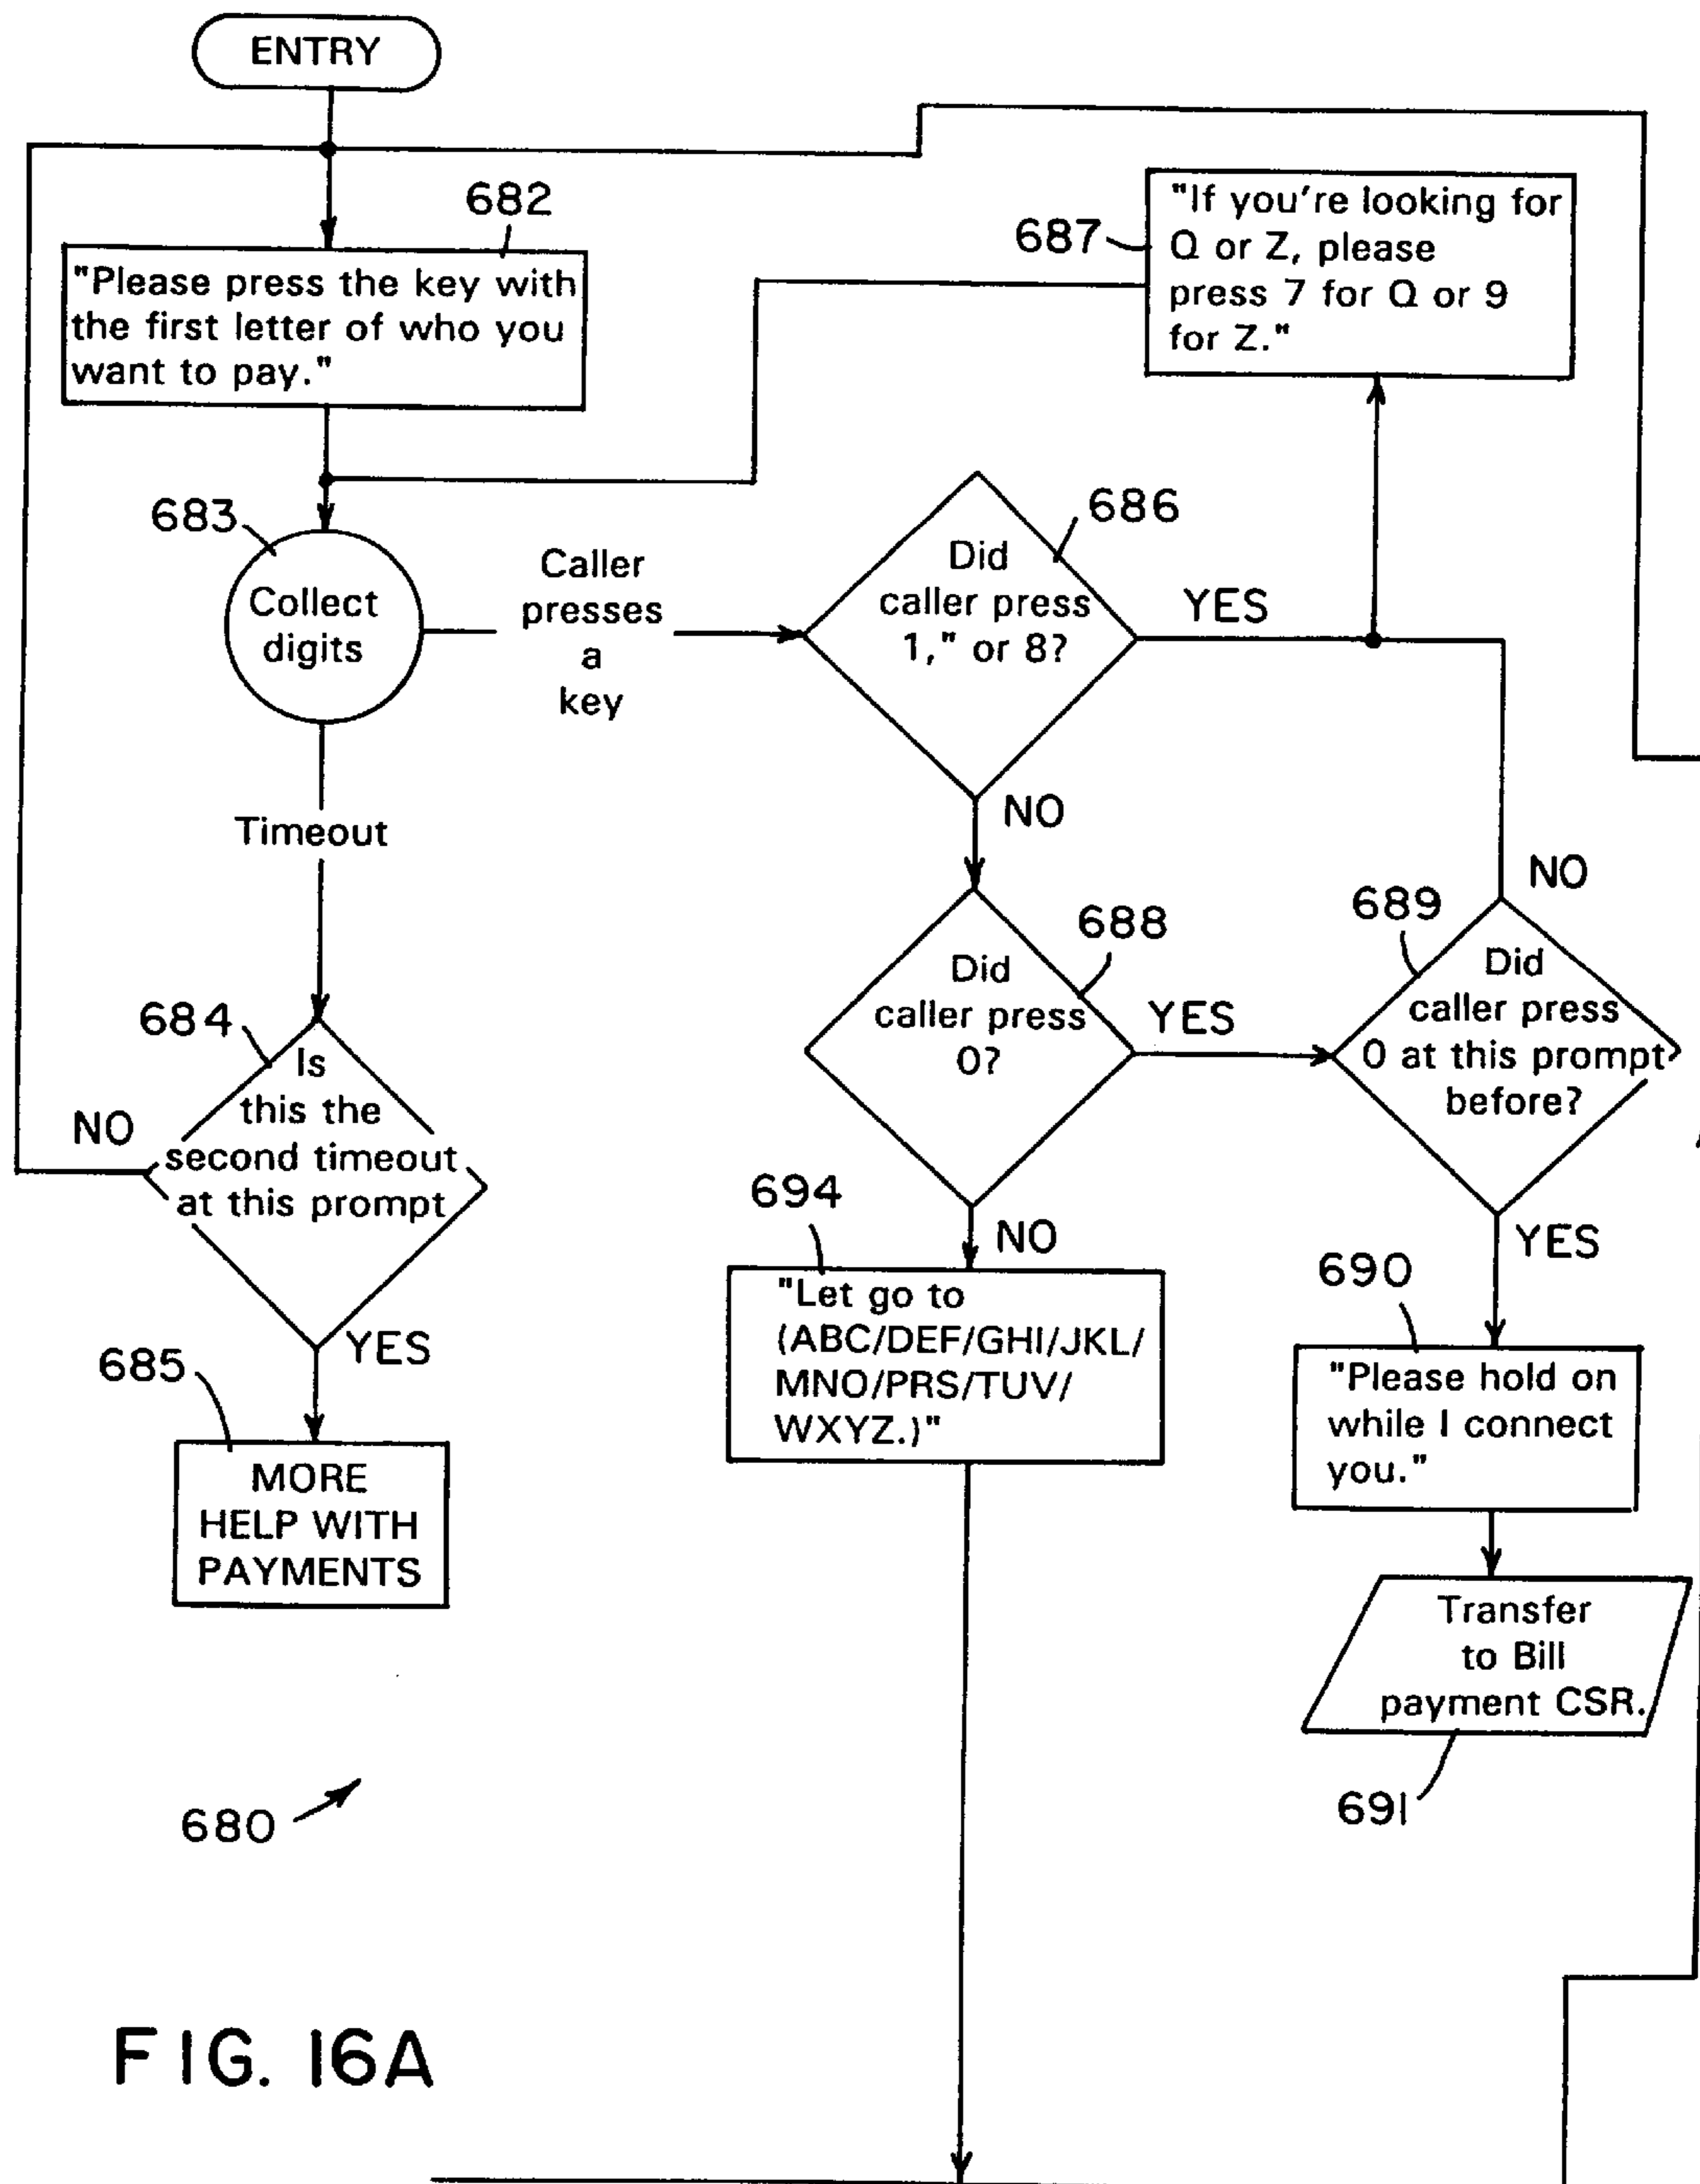 ENTRY
682
"Please press the key with
the first letter of who you
want to pay."
687
"If you're looking for
Q or Z, please
press 7 for Q or 9
for Z."
683
Collect
digits
Caller
presses
a
key
686
Did
caller press
1," or 8?
YES
NO
Timeout
684
Is
this the
second timeout
at this prompt
NO
YES
685
MORE
HELP WITH
PAYMENTS
688
Did
caller press
0?
YES
NO
689
Did
caller press
0 at this prompt
before?
NO
YES
694
"Let go to
(ABC/DEF/GHI/JKL/
MNO/PRS/TUV/
WXYZ.)"
690
"Please hold on
while I connect
you."
Transfer
to Bill
payment CSR.
691
680
FIG. 16A